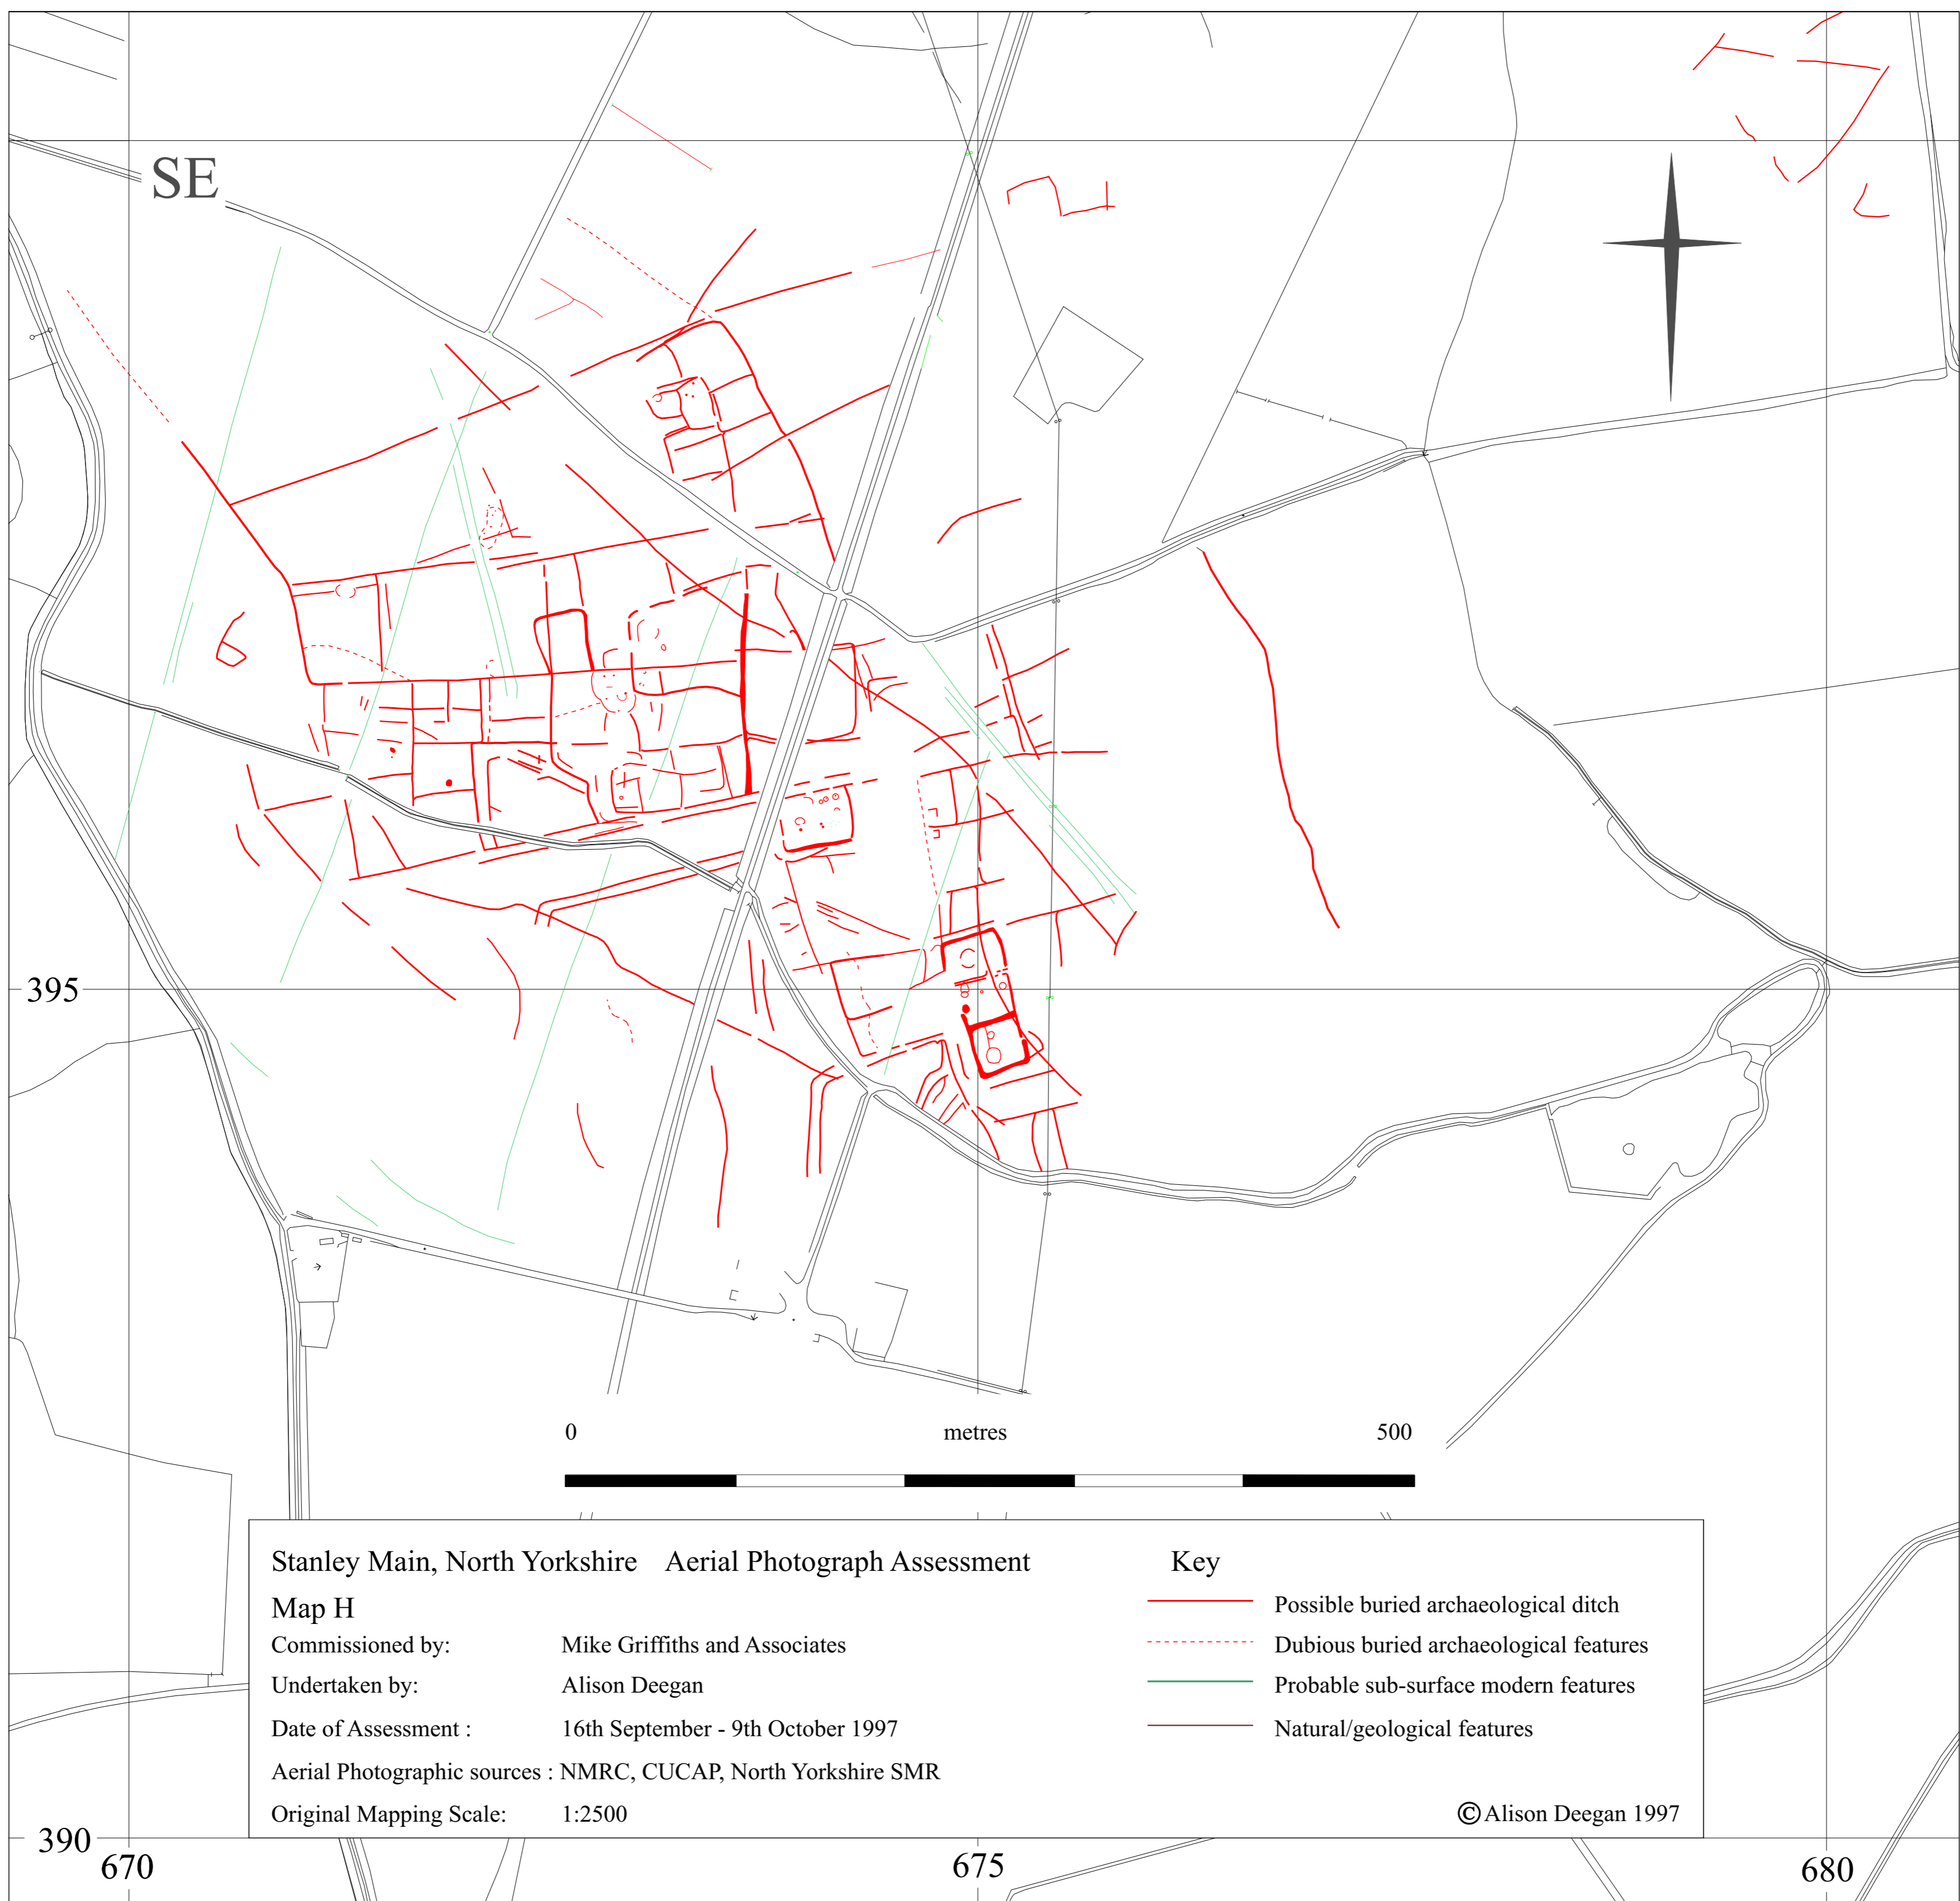 SE
395
0 metres 500
Stanley Main, North Yorkshire Aerial Photograph Assessment
Map H
Commissioned by: Mike Griffiths and Associates
Undertaken by: Alison Deegan
Date of Assessment : 16th September - 9th October 1997
Aerial Photographic sources : NMRC, CUCAP, North Yorkshire SMR
Original Mapping Scale: 1:2500
Key
Possible buried archaeological ditch
Dubious buried archaeological features
Probable sub-surface modern features
Natural/geological features
© Alison Deegan 1997
390
670 675 680